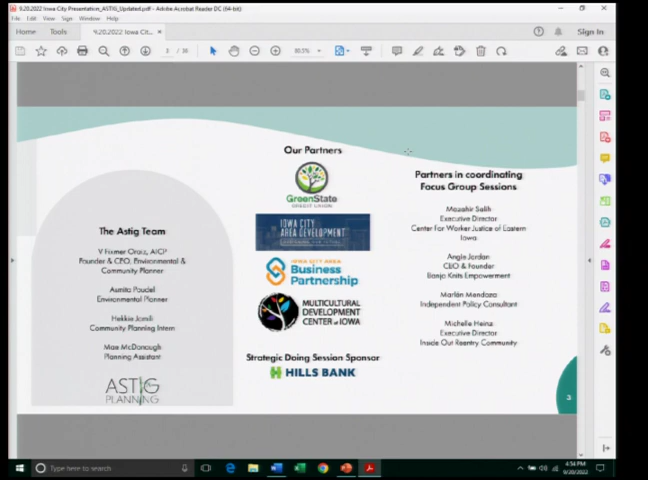 9.20.2022 Iowa City Presentation_ASTIG_Updated.pdf - Adobe Acrobat Reader DC (64-bit)
File Edit View Sign Window Help
Home Tools 9.20.2022 Iowa Cit... × Sign In
3 / 38
Our Partners
GreenState
CREDIT UNION
IOWA CITY
AREA DEVELOPMENT
IOWA CITY AREA
Business
Partnership
MULTICULTURAL
DEVELOPMENT
CENTER of IOWA
Strategic Doing Session Sponsor
HILLS BANK
The Astig Team
V Fixmer-Oraiz, AICP
Founder & CEO, Environmental &
Community Planner
Asmita Poudel
Environmental Planner
Hekkie Jamili
Community Planning Intern
Mae McDonough
Planning Assistant
ASTIG
PLANNING
Partners in coordinating
Focus Group Sessions
Mazahir Salih
Executive Director
Center For Worker Justice of Eastern
Iowa
Angie Jordan
CEO & Founder
Banjo Knits Empowerment
Marlén Mendoza
Independent Policy Consultant
Michelle Heinz
Executive Director
Inside Out Reentry Community
3
Type here to search
4:34 PM
9/20/2022